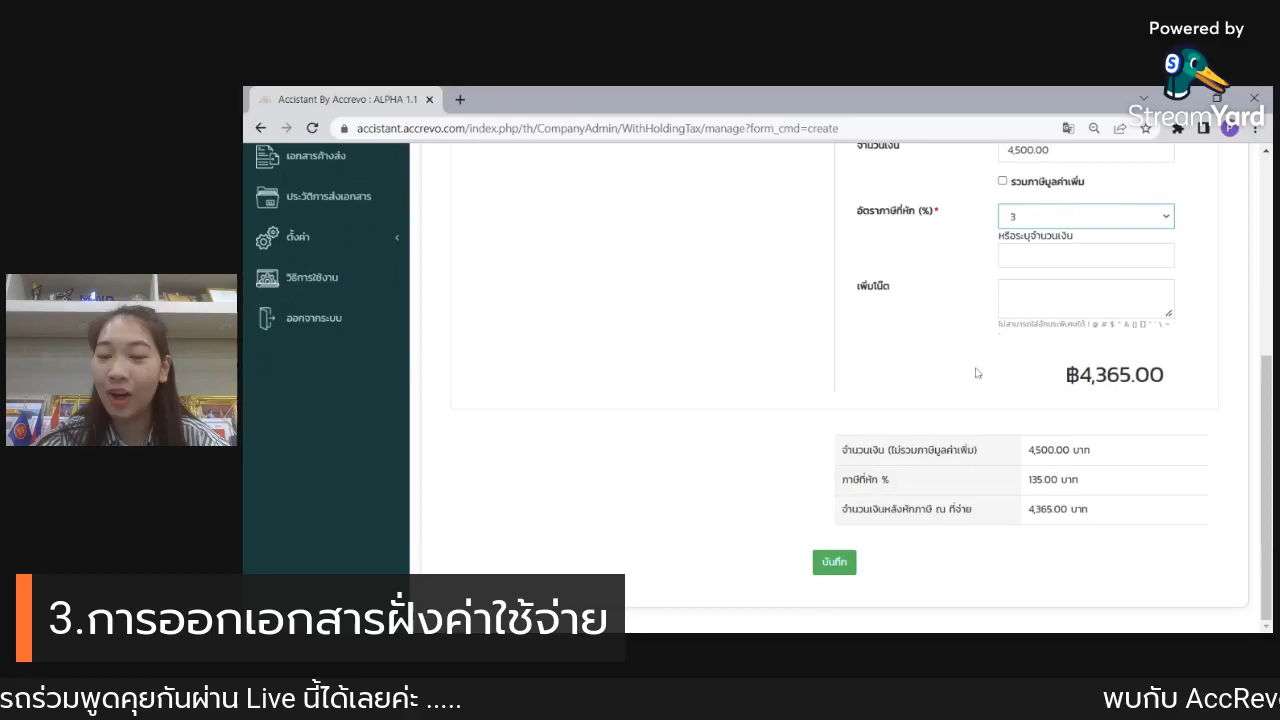 Powered by
StreamYard
Accistant By Accrevo : ALPHA 1.1
accistant.accrevo.com/index.php/th/CompanyAdmin/WithHoldingTax/manage?form_cmd=create
เอกสารค้างส่ง
ประวัติการส่งเอกสาร
ตั้งค่า
วิธีการใช้งาน
ออกจากระบบ
จำนวนเงิน 4,500.00
รวมภาษีมูลค่าเพิ่ม
อัตราภาษีที่หัก (%)* 3
หรือระบุจำนวนเงิน
เพิ่มโน๊ต
฿4,365.00
จำนวนเงิน (ไม่รวมภาษีมูลค่าเพิ่ม) 4,500.00 บาท
ภาษีที่หัก % 135.00 บาท
จำนวนเงินหลังหักภาษี ณ ที่จ่าย 4,365.00 บาท
บันทึก
3.การออกเอกสารฝั่งค่าใช้จ่าย
รถร่วมพูดคุยกันผ่าน Live นี้ได้เลยค่ะ ..... พบกับ AccRev